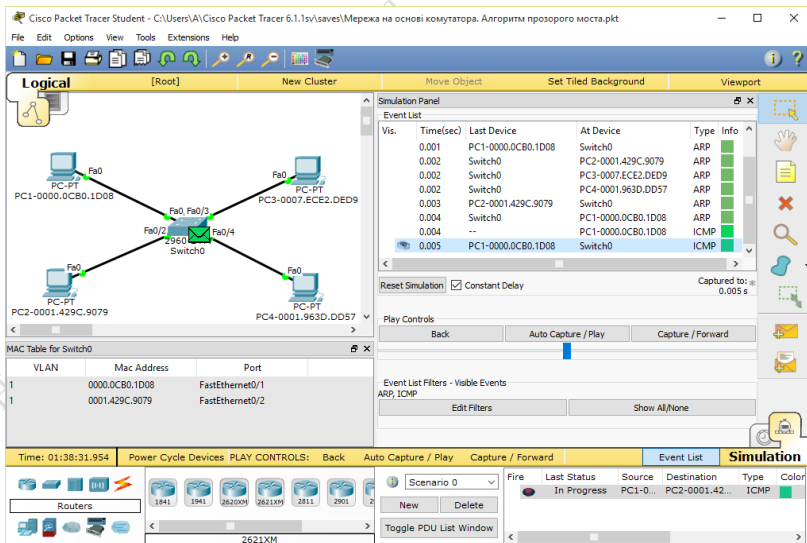 Cisco Packet Tracer Student - C:\Users\A\Cisco Packet Tracer 6.1.1sv\saves\Мережа на основі комутатора. Алгоритм прозорого моста.pkt
File Edit Options View Tools Extensions Help
Logical [Root] New Cluster Move Object Set Tiled Background Viewport
Simulation Panel
Event List
Vis. Time(sec) Last Device At Device Type Info
0.001 PC1-0000.0CB0.1D08 Switch0 ARP
0.002 Switch0 PC2-0001.429C.9079 ARP
0.002 Switch0 PC3-0007.ECE2.DED9 ARP
0.002 Switch0 PC4-0001.963D.DD57 ARP
0.003 PC2-0001.429C.9079 Switch0 ARP
0.004 Switch0 PC1-0000.0CB0.1D08 ARP
0.004 -- PC1-0000.0CB0.1D08 ICMP
0.005 PC1-0000.0CB0.1D08 Switch0 ICMP
Reset Simulation Constant Delay Captured to: *
0.005 s
Play Controls
Back Auto Capture / Play Capture / Forward
Event List Filters - Visible Events
ARP, ICMP
Edit Filters Show All/None
Fa0
PC-PT
PC1-0000.0CB0.1D08
Fa0
PC-PT
PC3-0007.ECE2.DED9
Fa0, Fa0/3
Fa0/2 Fa0/4
2960
Switch0
Fa0
PC-PT
PC2-0001.429C.9079
Fa0
PC-PT
PC4-0001.963D.DD57
MAC Table for Switch0
VLAN Mac Address Port
1 0000.0CB0.1D08 FastEthernet0/1
1 0001.429C.9079 FastEthernet0/2
Time: 01:38:31.954 Power Cycle Devices PLAY CONTROLS: Back Auto Capture / Play Capture / Forward Event List Simulation
Routers
1841 1941 2620XM 2621XM 2811 2901 2
2621XM
Scenario 0
New Delete
Toggle PDU List Window
Fire Last Status Source Destination Type Color
In Progress PC1-0... PC2-0001.42... ICMP